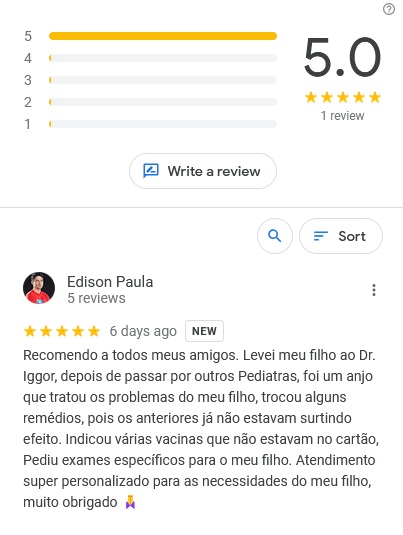 5
4
3
2
1
5.0
1 review
Write a review
Sort
Edison Paula
5 reviews
6 days ago NEW
Recomendo a todos meus amigos. Levei meu filho ao Dr.
Iggor, depois de passar por outros Pediatras, foi um anjo
que tratou os problemas do meu filho, trocou alguns
remédios, pois os anteriores já não estavam surtindo
efeito. Indicou várias vacinas que não estavam no cartão,
Pediu exames específicos para o meu filho. Atendimento
super personalizado para as necessidades do meu filho,
muito obrigado